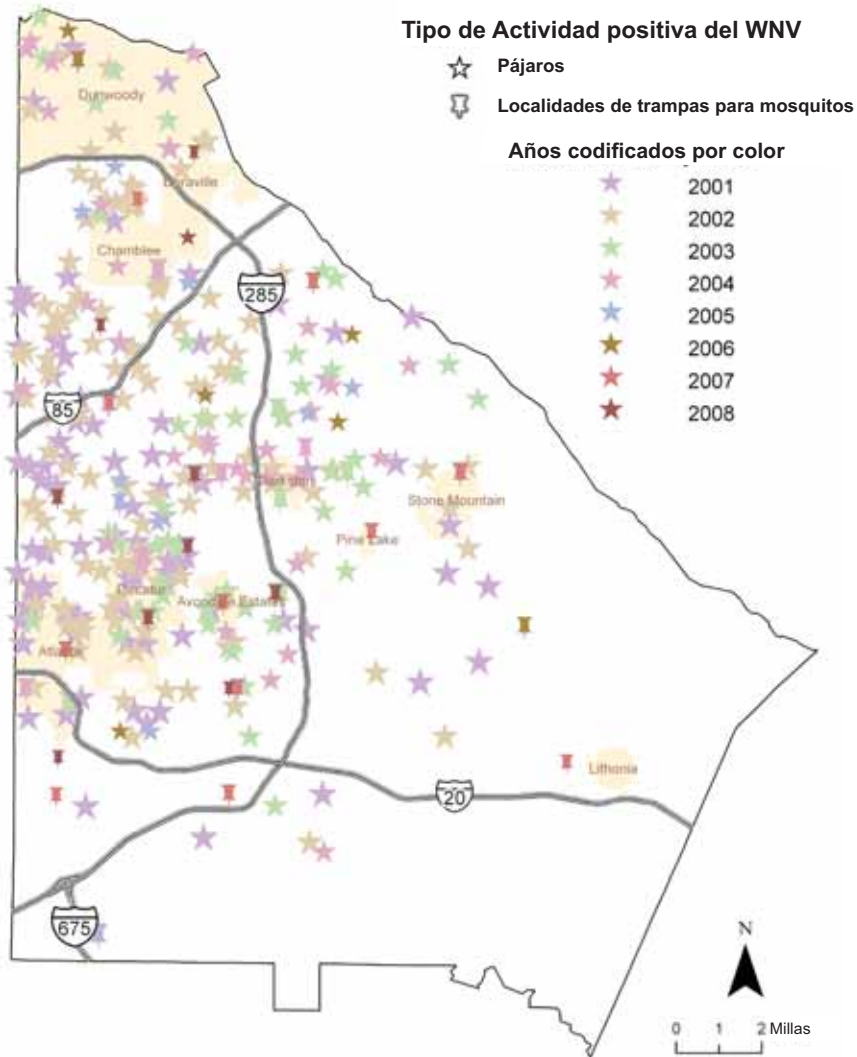 Tipo de Actividad positiva del WNV
Pájaros
Localidades de trampas para mosquitos
Años codificados por color
2001
2002
2003
2004
2005
2006
2007
2008
Dunwoody
Doraville
Chamblee
285
85
Stone Mountain
Pine Lake
Decatur
Avondale Estates
Atlanta
Lithonia
20
675
N
0 1 2 Millas